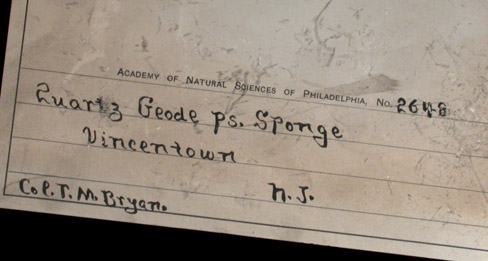 ACADEMY OF NATURAL SCIENCES OF PHILADELPHIA, No. 2648
Quartz Geode ps. Sponge
Vincentown
Col. T. M. Bryan. N. J.